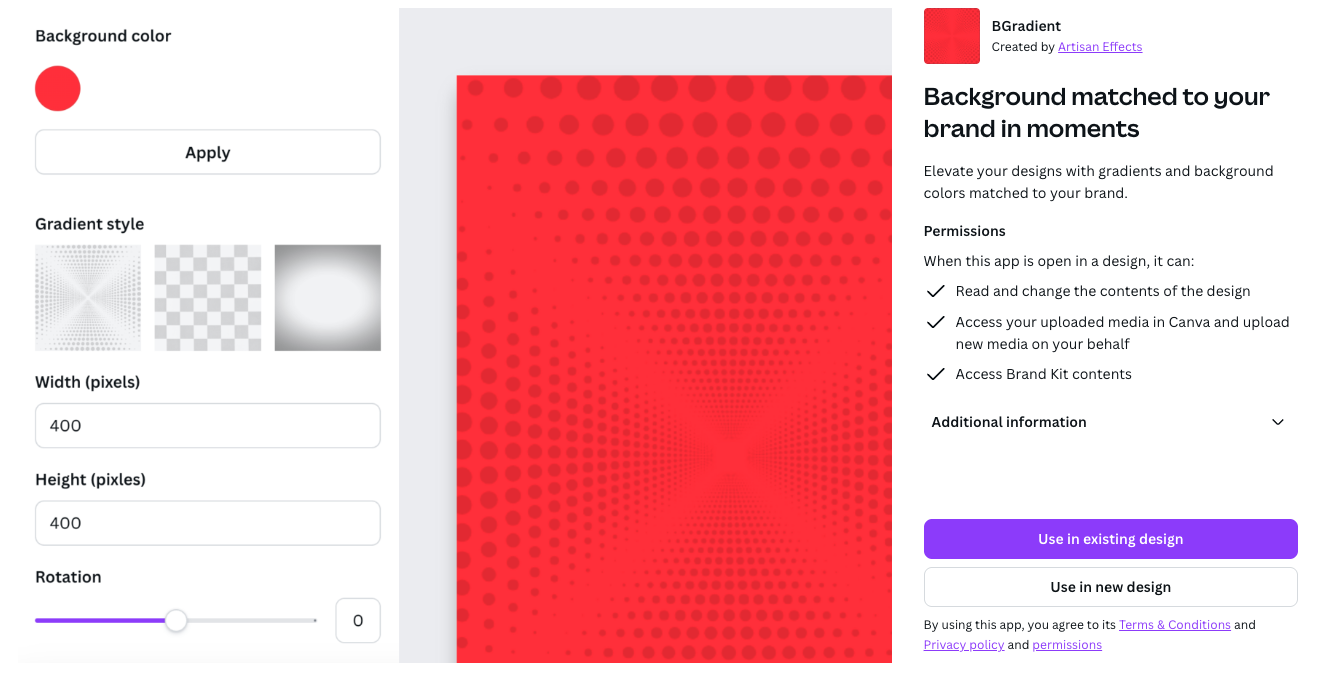 Background color
Apply
Gradient style
Width (pixels)
400
Height (pixles)
400
Rotation
0
BGradient
Created by Artisan Effects
Background matched to your
brand in moments
Elevate your designs with gradients and background
colors matched to your brand.
Permissions
When this app is open in a design, it can:
Read and change the contents of the design
Access your uploaded media in Canva and upload
new media on your behalf
Access Brand Kit contents
Additional information
Use in existing design
Use in new design
By using this app, you agree to its Terms & Conditions and
Privacy policy and permissions